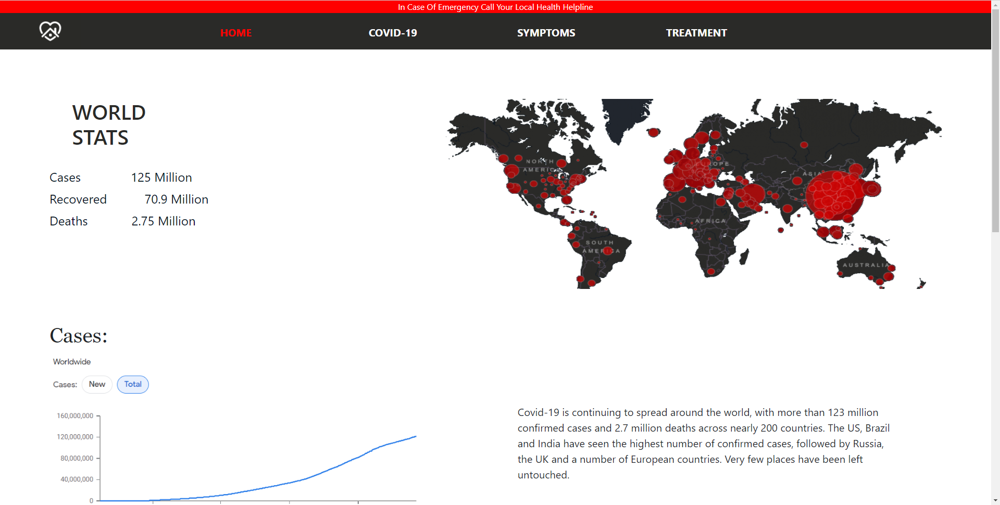 In Case Of Emergency Call Your Local Health Helpline
HOME COVID-19 SYMPTOMS TREATMENT
WORLD
STATS
Cases 125 Million
Recovered 70.9 Million
Deaths 2.75 Million
NORTH
AMERICA
EUROPE
ASIA
AFRICA
SOUTH
AMERICA
AUSTRALIA
Cases:
Worldwide
Cases: New Total
160,000,000
120,000,000
80,000,000
40,000,000
0
Covid-19 is continuing to spread around the world, with more than 123 million
confirmed cases and 2.7 million deaths across nearly 200 countries. The US, Brazil
and India have seen the highest number of confirmed cases, followed by Russia,
the UK and a number of European countries. Very few places have been left
untouched.